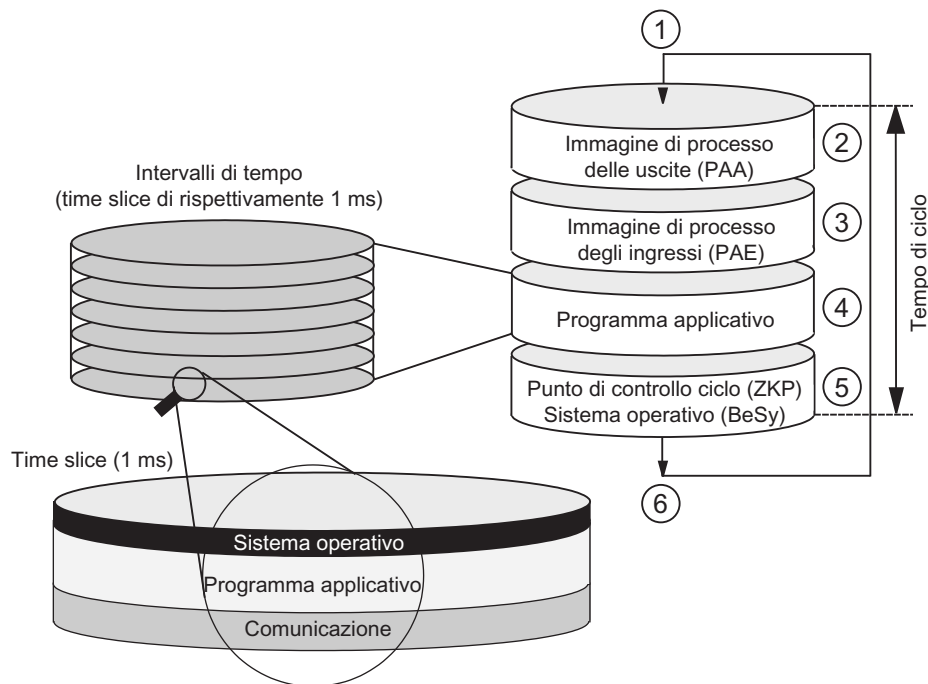 1
Immagine di processo
delle uscite (PAA)
2
Intervalli di tempo
(time slice di rispettivamente 1 ms)
Immagine di processo
degli ingressi (PAE)
3
Tempo di ciclo
Programma applicativo
4
Punto di controllo ciclo (ZKP)
Sistema operativo (BeSy)
5
Time slice (1 ms)
6
Sistema operativo
Programma applicativo
Comunicazione